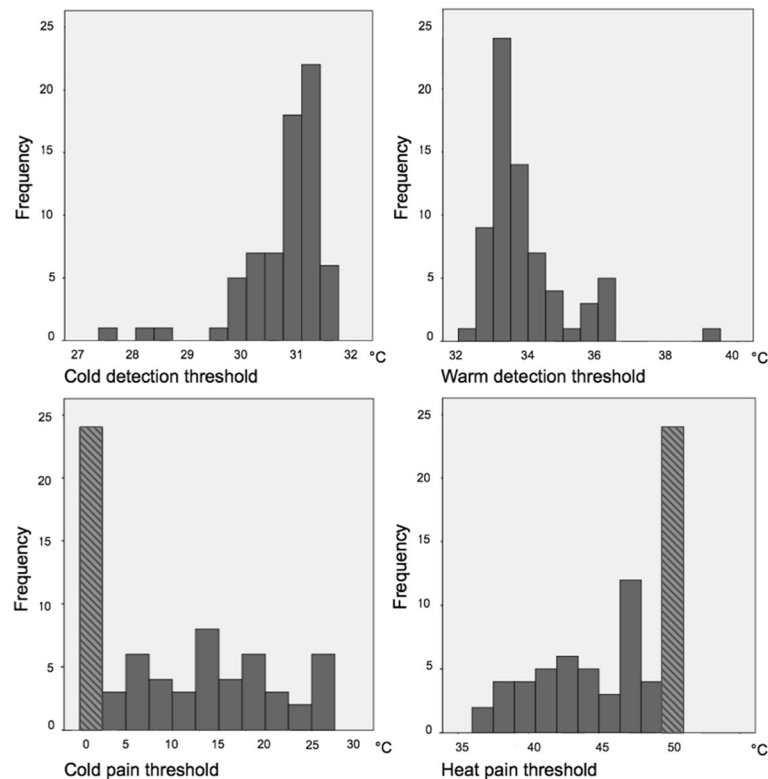 25
20
15
10
5
0
Frequency
27 28 29 30 31 32 °C
Cold detection threshold
25
20
15
10
5
0
Frequency
32 34 36 38 40 °C
Warm detection threshold
25
20
15
10
5
0
Frequency
0 5 10 15 20 25 30 °C
Cold pain threshold
25
20
15
10
5
0
Frequency
35 40 45 50 °C
Heat pain threshold